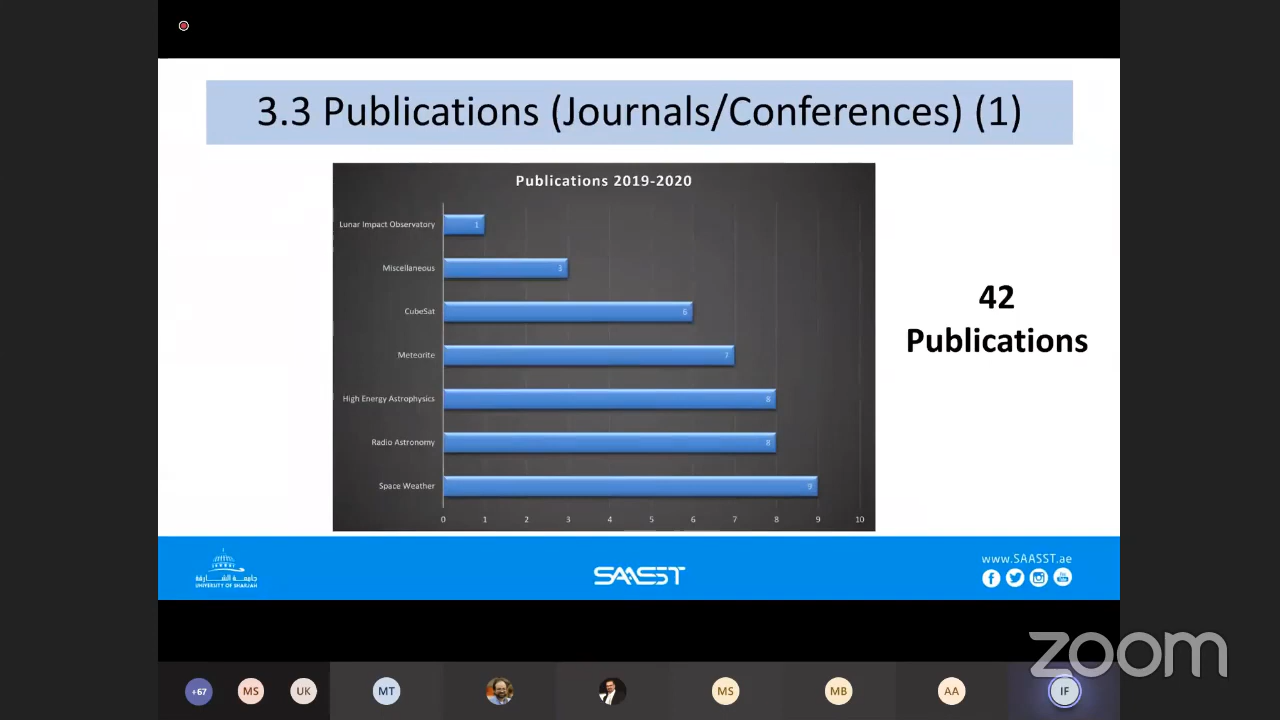 3.3 Publications (Journals/Conferences) (1)
Publications 2019-2020
Lunar Impact Observatory
1
Miscellaneous
3
CubeSat
6
Meteorite
7
High Energy Astrophysics
8
Radio Astronomy
8
Space Weather
9
0 1 2 3 4 5 6 7 8 9 10
42
Publications
جامعة الشارقة
UNIVERSITY OF SHARJAH
SAASST
www.SAASST.ae
zoom
+67 MS UK MT MS MB AA IF